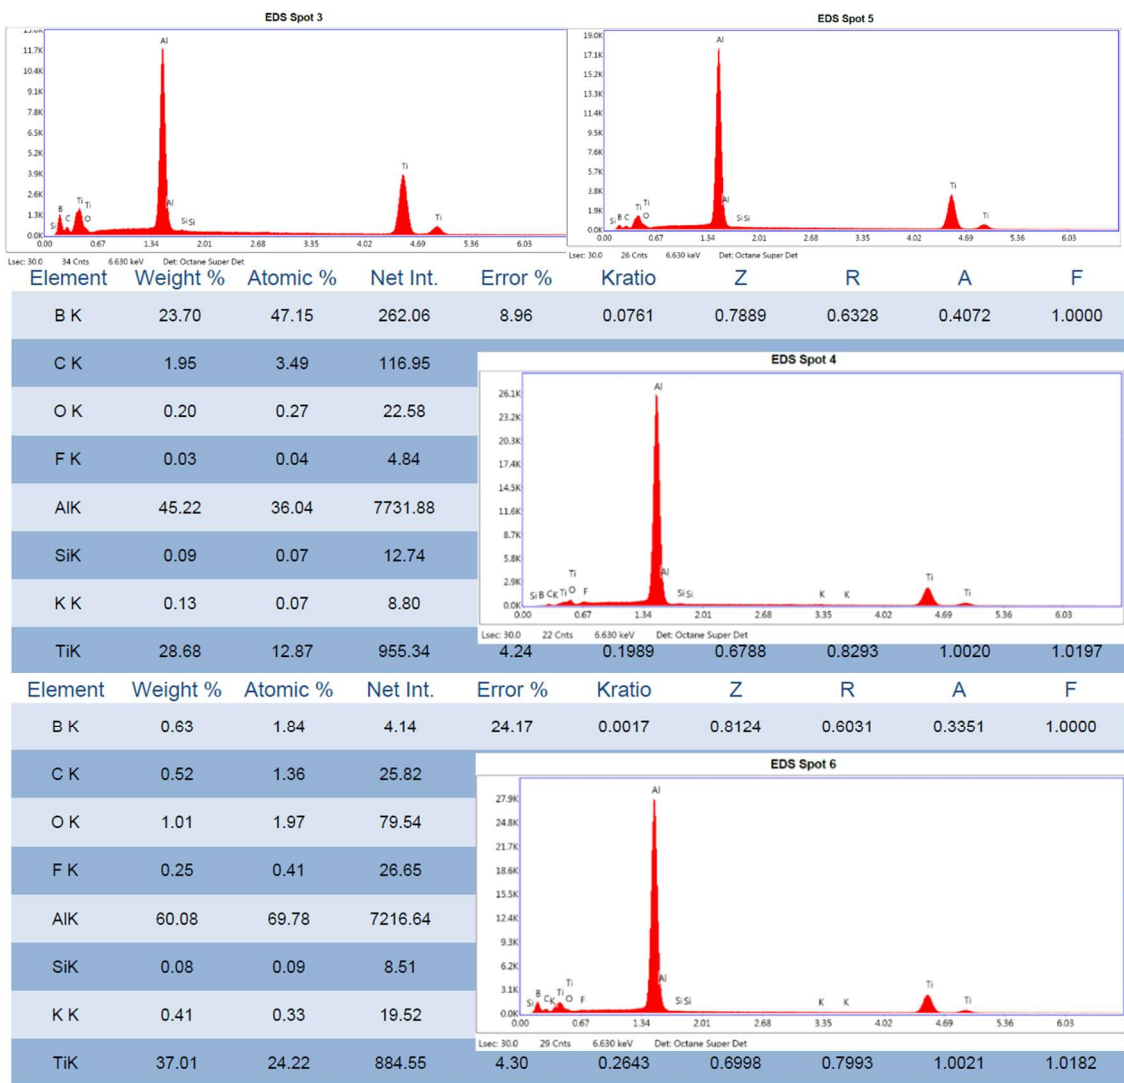 EDS Spot 3
13.0K
11.7K
10.4K
9.1K
7.8K
6.5K
5.2K
3.9K
2.6K
1.3K
0.0K
Al
Ti
Ti Ti
B C O
Si
Al
Si Si
Ti
0.00 0.67 1.34 2.01 2.68 3.35 4.02 4.69 5.36 6.03
Lsec: 30.0 34 Cnts 6.630 keV Det: Octane Super Det
EDS Spot 5
19.0K
17.1K
15.2K
13.3K
11.4K
9.5K
7.6K
5.7K
3.8K
1.9K
0.0K
Al
Ti
Ti Ti
B C O
Si
Al
Si Si
Ti
0.00 0.67 1.34 2.01 2.68 3.35 4.02 4.69 5.36 6.03
Lsec: 30.0 26 Cnts 6.630 keV Det: Octane Super Det
Element Weight % Atomic % Net Int. Error % Kratio Z R A F
B K 23.70 47.15 262.06 8.96 0.0761 0.7889 0.6328 0.4072 1.0000
C K 1.95 3.49 116.95
O K 0.20 0.27 22.58
F K 0.03 0.04 4.84
AlK 45.22 36.04 7731.88
SiK 0.09 0.07 12.74
K K 0.13 0.07 8.80
TiK 28.68 12.87 955.34 4.24 0.1989 0.6788 0.8293 1.0020 1.0197
EDS Spot 4
26.1K
23.2K
20.3K
17.4K
14.5K
11.6K
8.7K
5.8K
2.9K
0.0K
Al
Al
Ti
Si B C K Ti O F
Si Si
K K
Ti
Ti
0.00 0.67 1.34 2.01 2.68 3.35 4.02 4.69 5.36 6.03
Lsec: 30.0 22 Cnts 6.630 keV Det: Octane Super Det
Element Weight % Atomic % Net Int. Error % Kratio Z R A F
B K 0.63 1.84 4.14 24.17 0.0017 0.8124 0.6031 0.3351 1.0000
C K 0.52 1.36 25.82
O K 1.01 1.97 79.54
F K 0.25 0.41 26.65
AlK 60.08 69.78 7216.64
SiK 0.08 0.09 8.51
K K 0.41 0.33 19.52
TiK 37.01 24.22 884.55 4.30 0.2643 0.6998 0.7993 1.0021 1.0182
EDS Spot 6
27.9K
24.8K
21.7K
18.6K
15.5K
12.4K
9.3K
6.2K
3.1K
0.0K
Al
Al
Ti
B Ti
Si C K O F
Si Si
K K
Ti
Ti
0.00 0.67 1.34 2.01 2.68 3.35 4.02 4.69 5.36 6.03
Lsec: 30.0 29 Cnts 6.630 keV Det: Octane Super Det